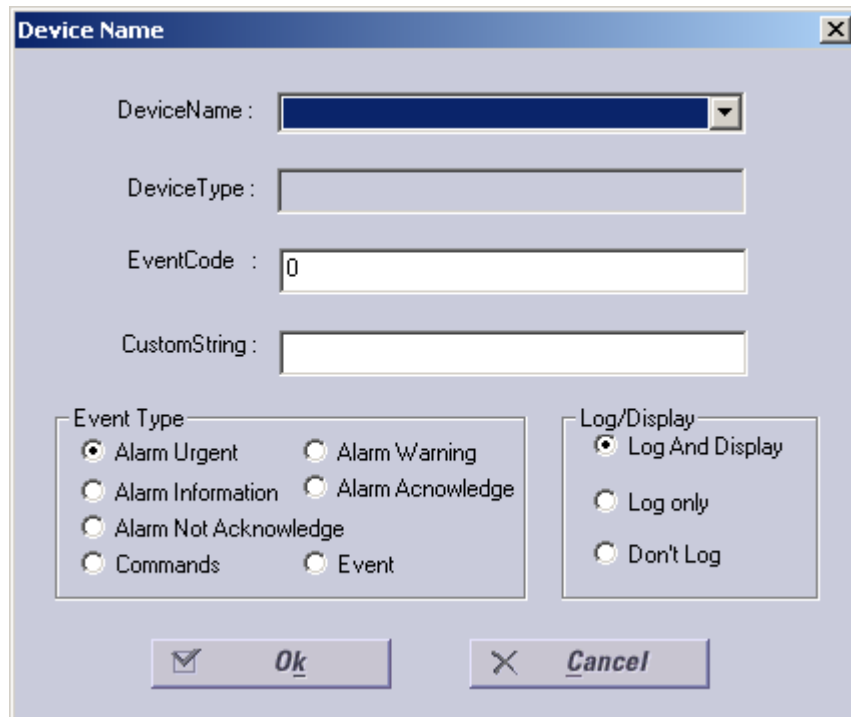 Device Name
DeviceName :
DeviceType :
EventCode :
0
CustomString :
Event Type
Alarm Urgent
Alarm Warning
Alarm Information
Alarm Acnowledge
Alarm Not Acknowledge
Commands
Event
Log/Display
Log And Display
Log only
Don't Log
Ok
Cancel